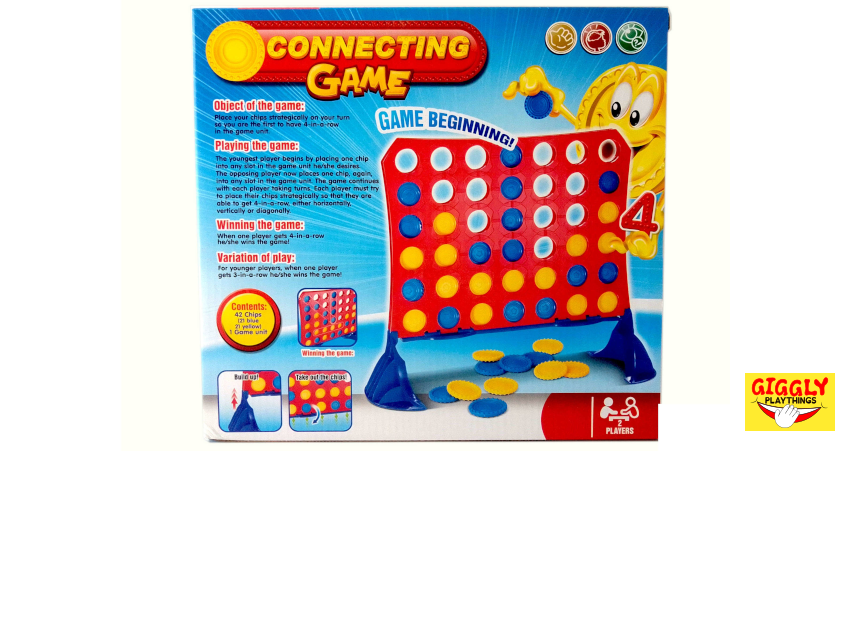 CONNECTING
GAME
Object of the game:
Place your chips strategically on your turn
so you are the first to have 4-in-a-row
in the game unit.
Playing the game:
The youngest player begins by placing one chip
into any slot in the game unit he/she desires.
The opposing player now places one chip, again,
into any slot in the game unit. The game continues
with each player taking turns. Each player must try
to place their chips strategically so that they are
able to get 4-in-a-row, either horizontally,
vertically or diagonally.
Winning the game:
When one player gets 4-in-a-row
he/she wins the game!
Variation of play:
For younger players, when one player
gets 3-in-a-row he/she wins the game!
GAME BEGINNING!
4
Contents:
42 Chips
(21 blue
21 yellow)
1 Game unit
Winning the game:
Build up!
Take out the chips!
2
PLAYERS
GIGGLY
PLAYTHINGS